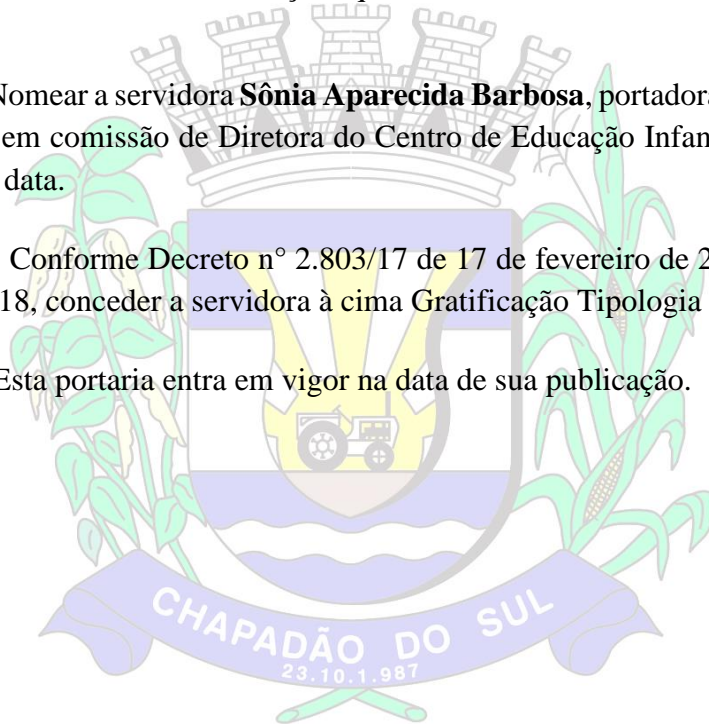 Nomear a servidora Sônia Aparecida Barbosa, portadora
em comissão de Diretora do Centro de Educação Infan
data.
Conforme Decreto n° 2.803/17 de 17 de fevereiro de 2
18, conceder a servidora à cima Gratificação Tipologia
Esta portaria entra em vigor na data de sua publicação.
CHAPADÃO DO SUL
23.10.1.987